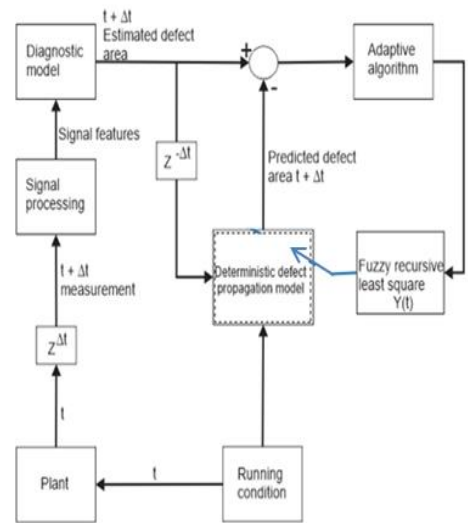 t + Δt
Estimated defect
area
Diagnostic
model
+
-
Adaptive
algorithm
Signal features
Z^-Δt
Predicted defect
area t + Δt
Signal
processing
t + Δt
measurement
Deterministic defect
propagation model
Fuzzy recursive
least square
Y(t)
Z^Δt
t
Plant
t
Running
condition